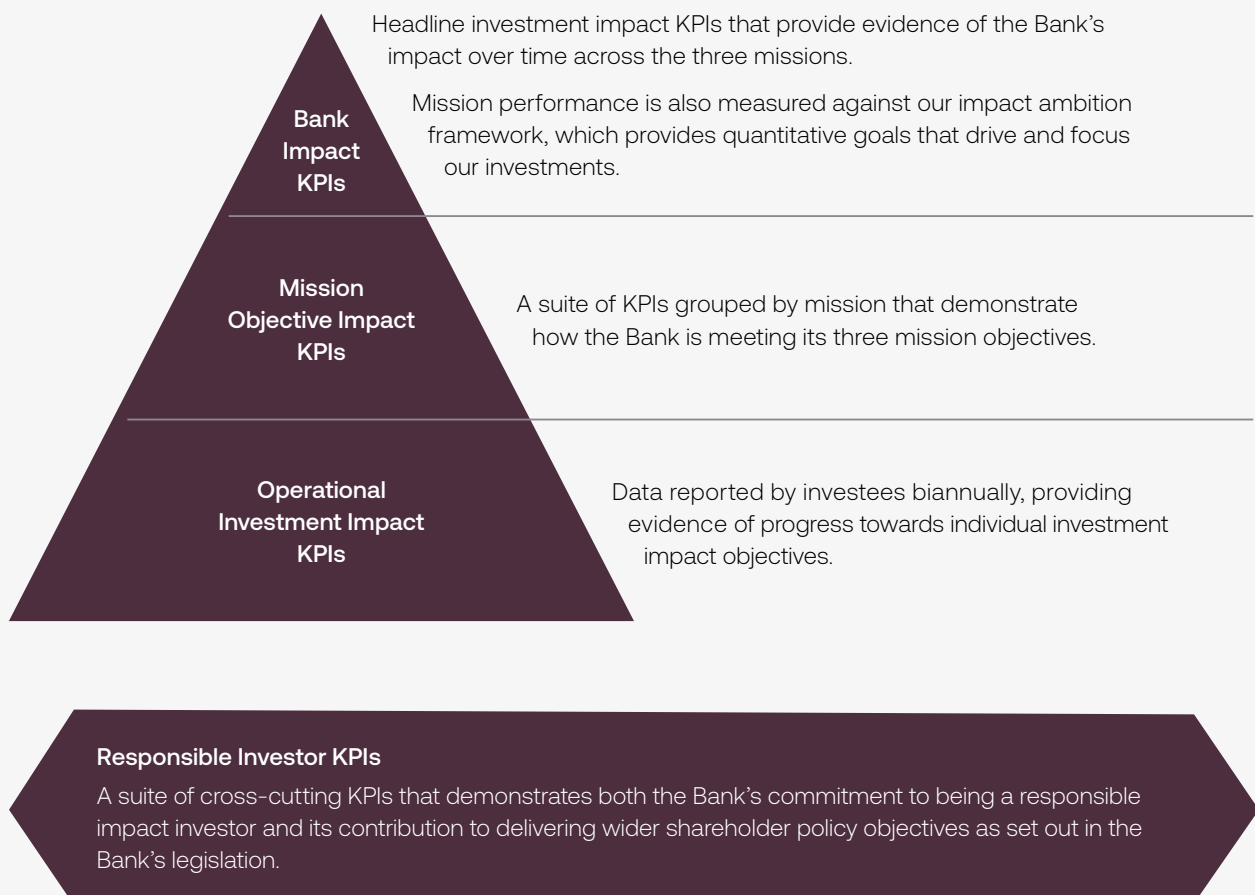 Headline investment impact KPIs that provide evidence of the Bank’s
impact over time across the three missions.
Mission performance is also measured against our impact ambition
framework, which provides quantitative goals that drive and focus
our investments.
Bank
Impact
KPIs
Mission
Objective Impact
KPIs
A suite of KPIs grouped by mission that demonstrate
how the Bank is meeting its three mission objectives.
Operational
Investment Impact
KPIs
Data reported by investees biannually, providing
evidence of progress towards individual investment
impact objectives.
Responsible Investor KPIs
A suite of cross-cutting KPIs that demonstrates both the Bank’s commitment to being a responsible
impact investor and its contribution to delivering wider shareholder policy objectives as set out in the
Bank’s legislation.